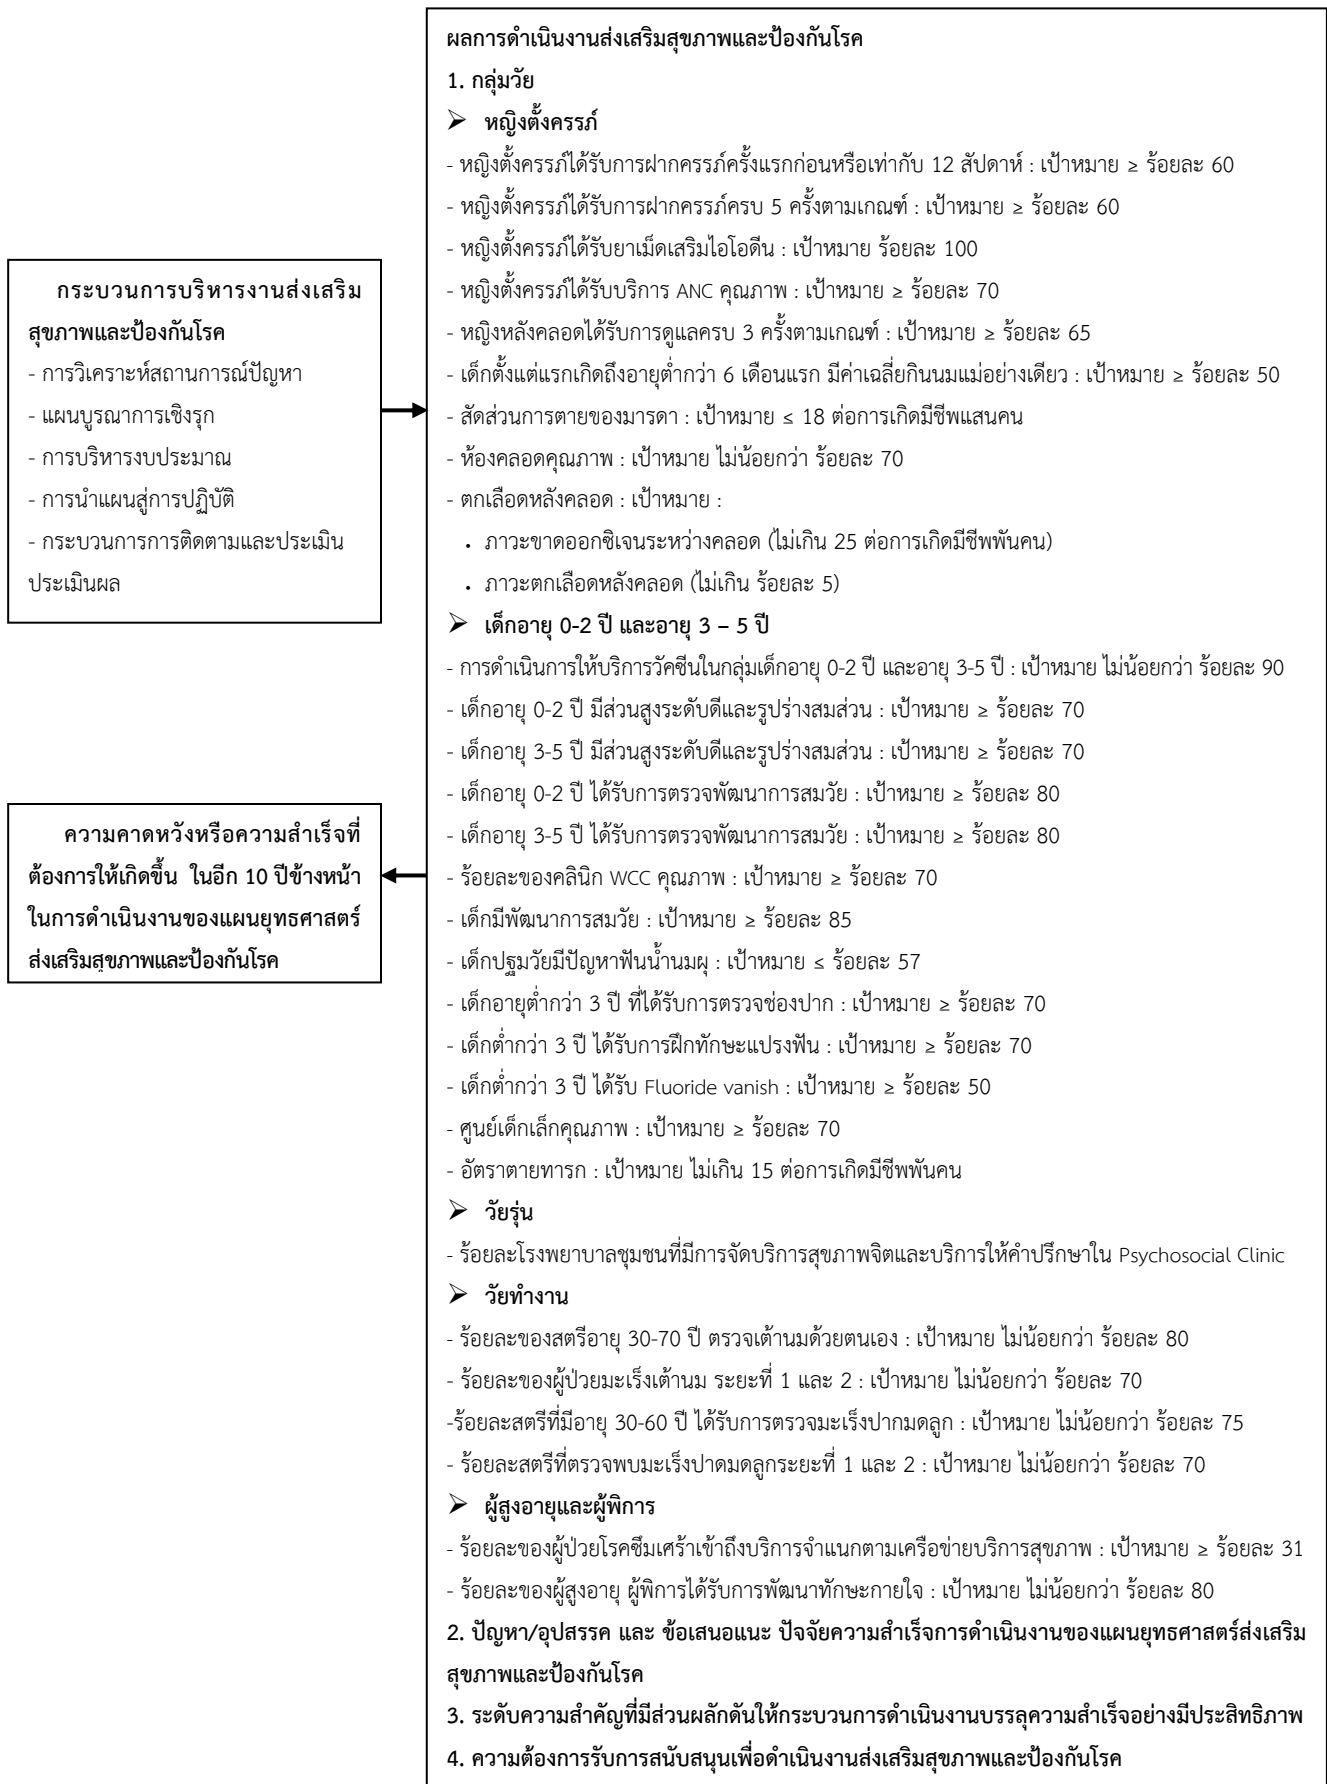 กระบวนการบริหารงานส่งเสริม
สุขภาพและป้องกันโรค
- การวิเคราะห์สถานการณ์ปัญหา
- แผนบูรณาการเชิงรุก
- การบริหารงบประมาณ
- การนำแผนสู่การปฏิบัติ
- กระบวนการการติดตามและประเมิน
ประเมินผล
ความคาดหวังหรือความสำเร็จที่
ต้องการให้เกิดขึ้น ในอีก 10 ปีข้างหน้า
ในการดำเนินงานของแผนยุทธศาสตร์
ส่งเสริมสุขภาพและป้องกันโรค
ผลการดำเนินงานส่งเสริมสุขภาพและป้องกันโรค
1. กลุ่มวัย
➢ หญิงตั้งครรภ์
- หญิงตั้งครรภ์ได้รับการฝากครรภ์ครั้งแรกก่อนหรือเท่ากับ 12 สัปดาห์ : เป้าหมาย ≥ ร้อยละ 60
- หญิงตั้งครรภ์ได้รับการฝากครรภ์ครบ 5 ครั้งตามเกณฑ์ : เป้าหมาย ≥ ร้อยละ 60
- หญิงตั้งครรภ์ได้รับยาเม็ดเสริมไอโอดีน : เป้าหมาย ร้อยละ 100
- หญิงตั้งครรภ์ได้รับบริการ ANC คุณภาพ : เป้าหมาย ≥ ร้อยละ 70
- หญิงหลังคลอดได้รับการดูแลครบ 3 ครั้งตามเกณฑ์ : เป้าหมาย ≥ ร้อยละ 65
- เด็กตั้งแต่แรกเกิดถึงอายุต่ำกว่า 6 เดือนแรก มีค่าเฉลี่ยกินนมแม่อย่างเดียว : เป้าหมาย ≥ ร้อยละ 50
- สัดส่วนการตายของมารดา : เป้าหมาย ≤ 18 ต่อการเกิดมีชีพแสนคน
- ห้องคลอดคุณภาพ : เป้าหมาย ไม่น้อยกว่า ร้อยละ 70
- ตกเลือดหลังคลอด : เป้าหมาย :
. ภาวะขาดออกซิเจนระหว่างคลอด (ไม่เกิน 25 ต่อการเกิดมีชีพพันคน)
. ภาวะตกเลือดหลังคลอด (ไม่เกิน ร้อยละ 5)
➢ เด็กอายุ 0-2 ปี และอายุ 3 – 5 ปี
- การดำเนินการให้บริการวัคซีนในกลุ่มเด็กอายุ 0-2 ปี และอายุ 3-5 ปี : เป้าหมาย ไม่น้อยกว่า ร้อยละ 90
- เด็กอายุ 0-2 ปี มีส่วนสูงระดับดีและรูปร่างสมส่วน : เป้าหมาย ≥ ร้อยละ 70
- เด็กอายุ 3-5 ปี มีส่วนสูงระดับดีและรูปร่างสมส่วน : เป้าหมาย ≥ ร้อยละ 70
- เด็กอายุ 0-2 ปี ได้รับการตรวจพัฒนาการสมวัย : เป้าหมาย ≥ ร้อยละ 80
- เด็กอายุ 3-5 ปี ได้รับการตรวจพัฒนาการสมวัย : เป้าหมาย ≥ ร้อยละ 80
- ร้อยละของคลินิก WCC คุณภาพ : เป้าหมาย ≥ ร้อยละ 70
- เด็กมีพัฒนาการสมวัย : เป้าหมาย ≥ ร้อยละ 85
- เด็กปฐมวัยมีปัญหาฟันน้ำนมผุ : เป้าหมาย ≤ ร้อยละ 57
- เด็กอายุต่ำกว่า 3 ปี ที่ได้รับการตรวจช่องปาก : เป้าหมาย ≥ ร้อยละ 70
- เด็กต่ำกว่า 3 ปี ได้รับการฝึกทักษะแปรงฟัน : เป้าหมาย ≥ ร้อยละ 70
- เด็กต่ำกว่า 3 ปี ได้รับ Fluoride vanish : เป้าหมาย ≥ ร้อยละ 50
- ศูนย์เด็กเล็กคุณภาพ : เป้าหมาย ≥ ร้อยละ 70
- อัตราตายทารก : เป้าหมาย ไม่เกิน 15 ต่อการเกิดมีชีพพันคน
➢ วัยรุ่น
- ร้อยละโรงพยาบาลชุมชนที่มีการจัดบริการสุขภาพจิตและบริการให้คำปรึกษาใน Psychosocial Clinic
➢ วัยทำงาน
- ร้อยละของสตรีอายุ 30-70 ปี ตรวจเต้านมด้วยตนเอง : เป้าหมาย ไม่น้อยกว่า ร้อยละ 80
- ร้อยละของผู้ป่วยมะเร็งเต้านม ระยะที่ 1 และ 2 : เป้าหมาย ไม่น้อยกว่า ร้อยละ 70
-ร้อยละสตรีที่มีอายุ 30-60 ปี ได้รับการตรวจมะเร็งปากมดลูก : เป้าหมาย ไม่น้อยกว่า ร้อยละ 75
- ร้อยละสตรีที่ตรวจพบมะเร็งปาดมดลูกระยะที่ 1 และ 2 : เป้าหมาย ไม่น้อยกว่า ร้อยละ 70
➢ ผู้สูงอายุและผู้พิการ
- ร้อยละของผู้ป่วยโรคซึมเศร้าเข้าถึงบริการจำแนกตามเครือข่ายบริการสุขภาพ : เป้าหมาย ≥ ร้อยละ 31
- ร้อยละของผู้สูงอายุ ผู้พิการได้รับการพัฒนาทักษะกายใจ : เป้าหมาย ไม่น้อยกว่า ร้อยละ 80
2. ปัญหา/อุปสรรค และ ข้อเสนอแนะ ปัจจัยความสำเร็จการดำเนินงานของแผนยุทธศาสตร์ส่งเสริม
สุขภาพและป้องกันโรค
3. ระดับความสำคัญที่มีส่วนผลักดันให้กระบวนการดำเนินงานบรรลุความสำเร็จอย่างมีประสิทธิภาพ
4. ความต้องการรับการสนับสนุนเพื่อดำเนินงานส่งเสริมสุขภาพและป้องกันโรค